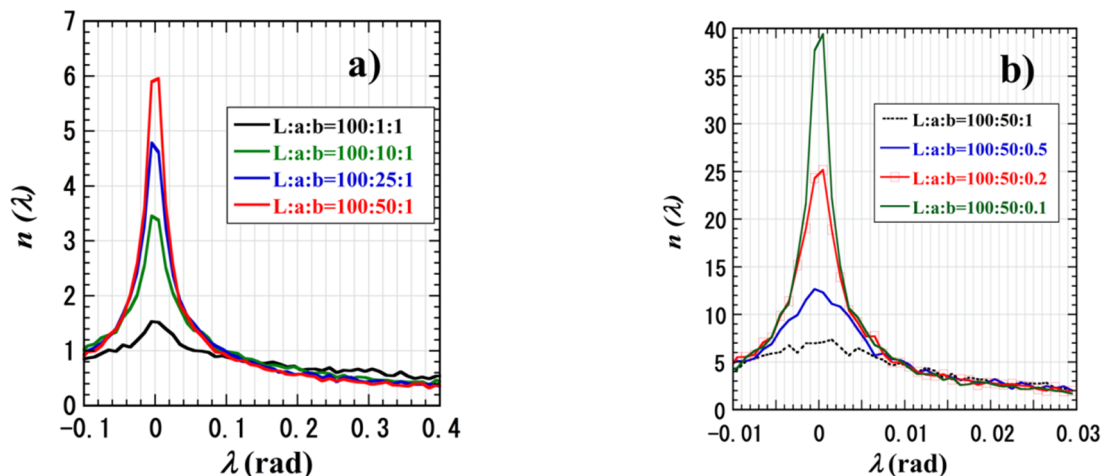 a)
7
6
5
4
3
2
1
0
n (λ)
L:a:b=100:1:1
L:a:b=100:10:1
L:a:b=100:25:1
L:a:b=100:50:1
-0.1 0 0.1 0.2 0.3 0.4
λ (rad)
b)
40
35
30
25
20
15
10
5
0
n (λ)
L:a:b=100:50:1
L:a:b=100:50:0.5
L:a:b=100:50:0.2
L:a:b=100:50:0.1
-0.01 0 0.01 0.02 0.03
λ (rad)